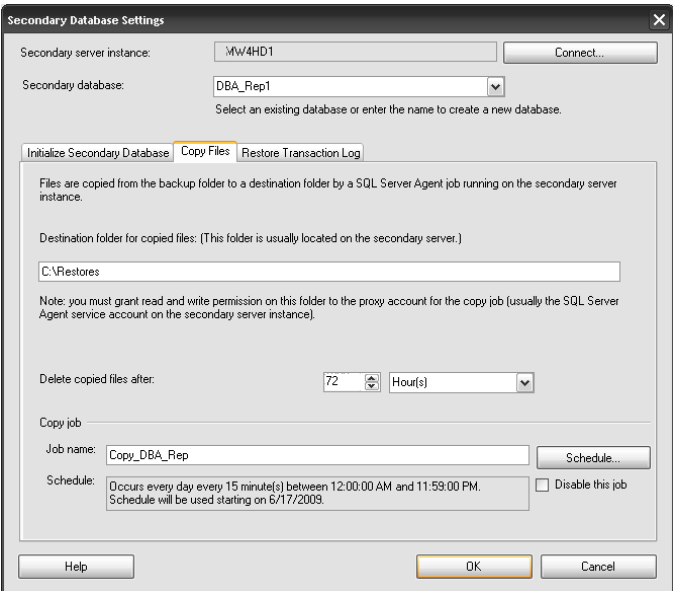 Secondary Database Settings
Secondary server instance:
MW4HD1
Connect...
Secondary database:
DBA_Rep1
Select an existing database or enter the name to create a new database.
Initialize Secondary Database
Copy Files
Restore Transaction Log
Files are copied from the backup folder to a destination folder by a SQL Server Agent job running on the secondary server
instance.
Destination folder for copied files: (This folder is usually located on the secondary server.)
C:\Restores
Note: you must grant read and write permission on this folder to the proxy account for the copy job (usually the SQL Server
Agent service account on the secondary server instance).
Delete copied files after:
72
Hour(s)
Copy job
Job name:
Copy_DBA_Rep
Schedule...
Schedule:
Occurs every day every 15 minute(s) between 12:00:00 AM and 11:59:00 PM.
Schedule will be used starting on 6/17/2009.
Disable this job
Help
OK
Cancel